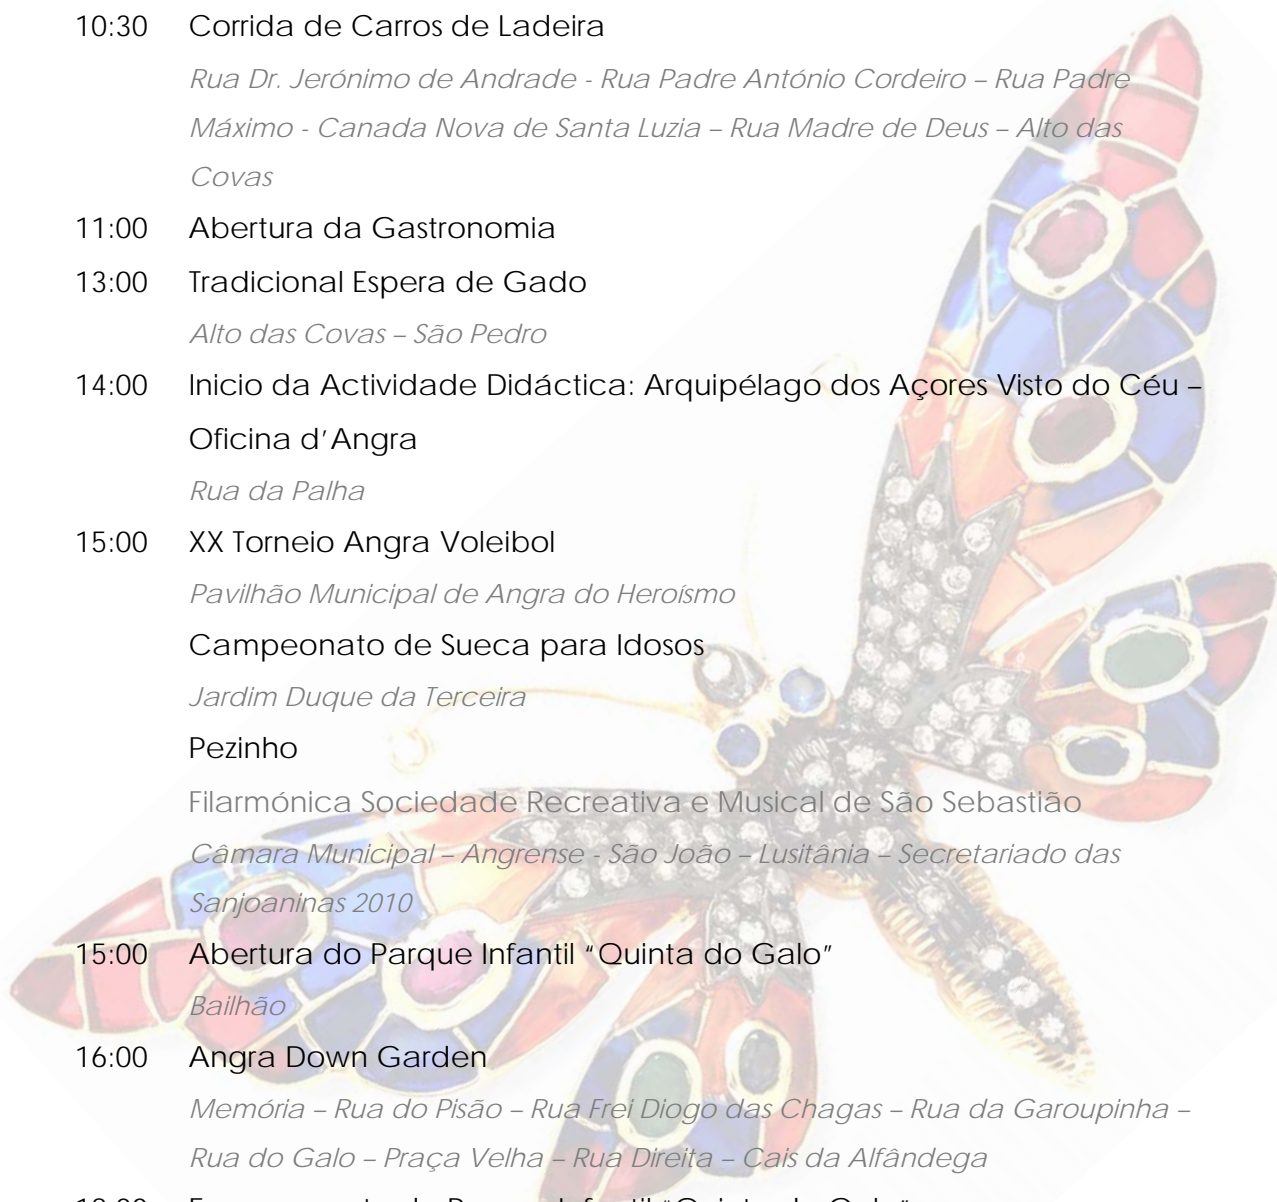 10:30 Corrida de Carros de Ladeira
Rua Dr. Jerónimo de Andrade - Rua Padre António Cordeiro – Rua Padre
Máximo - Canada Nova de Santa Luzia – Rua Madre de Deus – Alto das
Covas
11:00 Abertura da Gastronomia
13:00 Tradicional Espera de Gado
Alto das Covas – São Pedro
14:00 Inicio da Actividade Didáctica: Arquipélago dos Açores Visto do Céu –
Oficina d’Angra
Rua da Palha
15:00 XX Torneio Angra Voleibol
Pavilhão Municipal de Angra do Heroísmo
Campeonato de Sueca para Idosos
Jardim Duque da Terceira
Pezinho
Filarmónica Sociedade Recreativa e Musical de São Sebastião
Câmara Municipal – Angrense - São João – Lusitânia – Secretariado das
Sanjoaninas 2010
15:00 Abertura do Parque Infantil “Quinta do Galo”
Bailhão
16:00 Angra Down Garden
Memória – Rua do Pisão – Rua Frei Diogo das Chagas – Rua da Garoupinha –
Rua do Galo – Praça Velha – Rua Direita – Cais da Alfândega
Parque Infantil “Quinta do Galo”